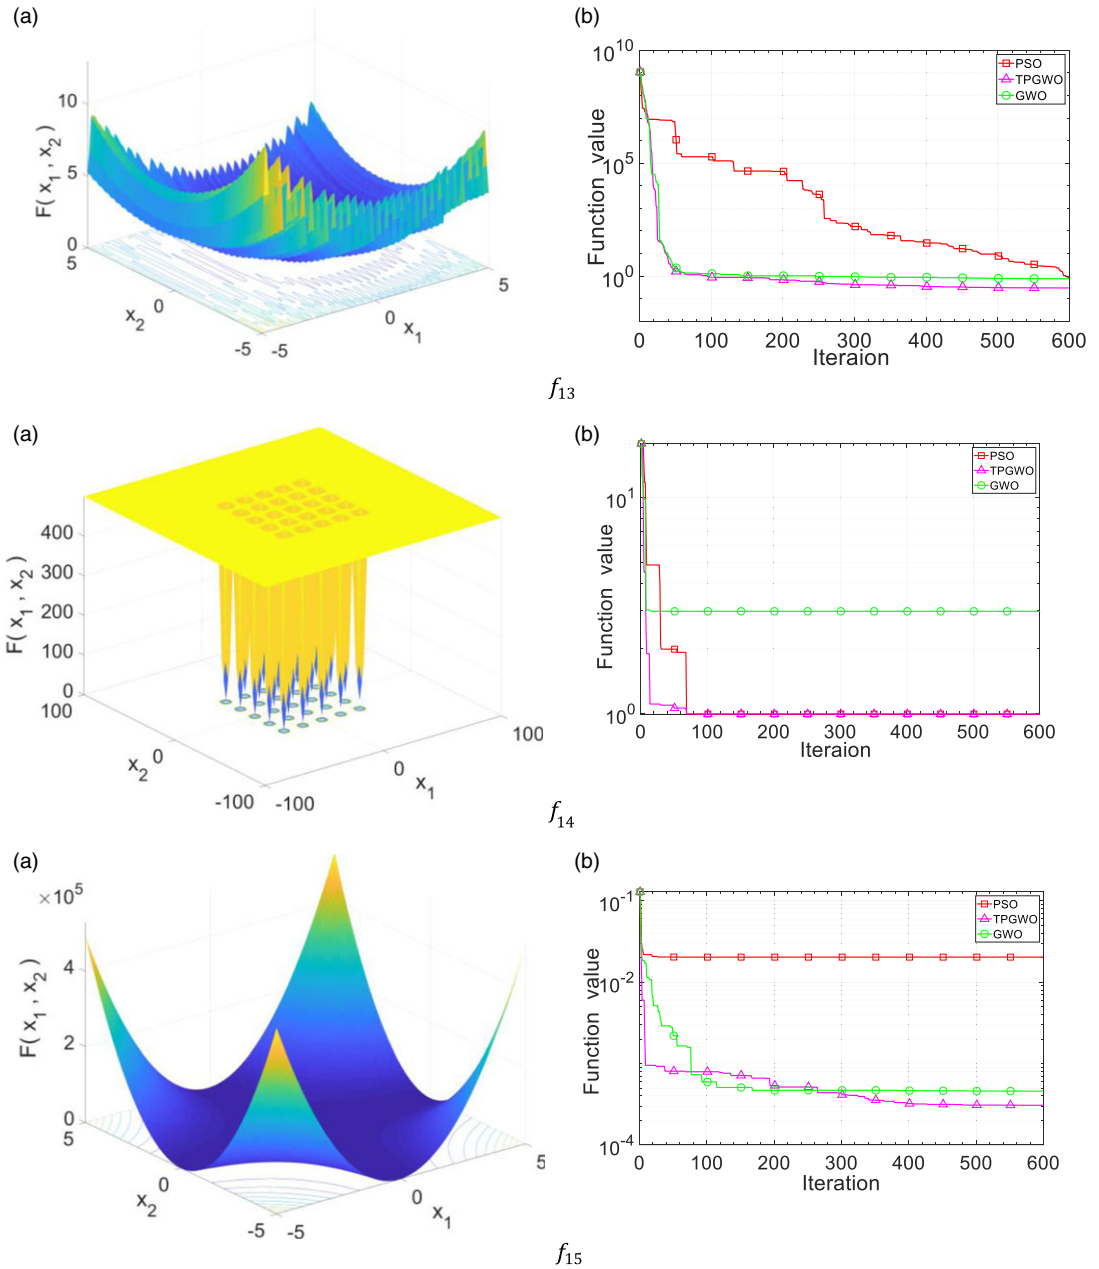 (a)
10
5
0
F( x1 , x2 )
5
0
-5
x2
-5
0
5
x1
(b)
10^10
10^5
10^0
Function value
PSO
TPGWO
GWO
0 100 200 300 400 500 600
Iteraion
f13
(a)
400
300
200
100
0
F( x1 , x2 )
100
0
-100
x2
-100
0
100
x1
(b)
10^1
10^0
Function value
PSO
TPGWO
GWO
0 100 200 300 400 500 600
Iteraion
f14
(a)
×10^5
4
2
0
F( x1 , x2 )
5
0
-5
x2
-5
0
5
x1
(b)
10^-1
10^-2
10^-4
Function value
PSO
TPGWO
GWO
0 100 200 300 400 500 600
Iteration
f15